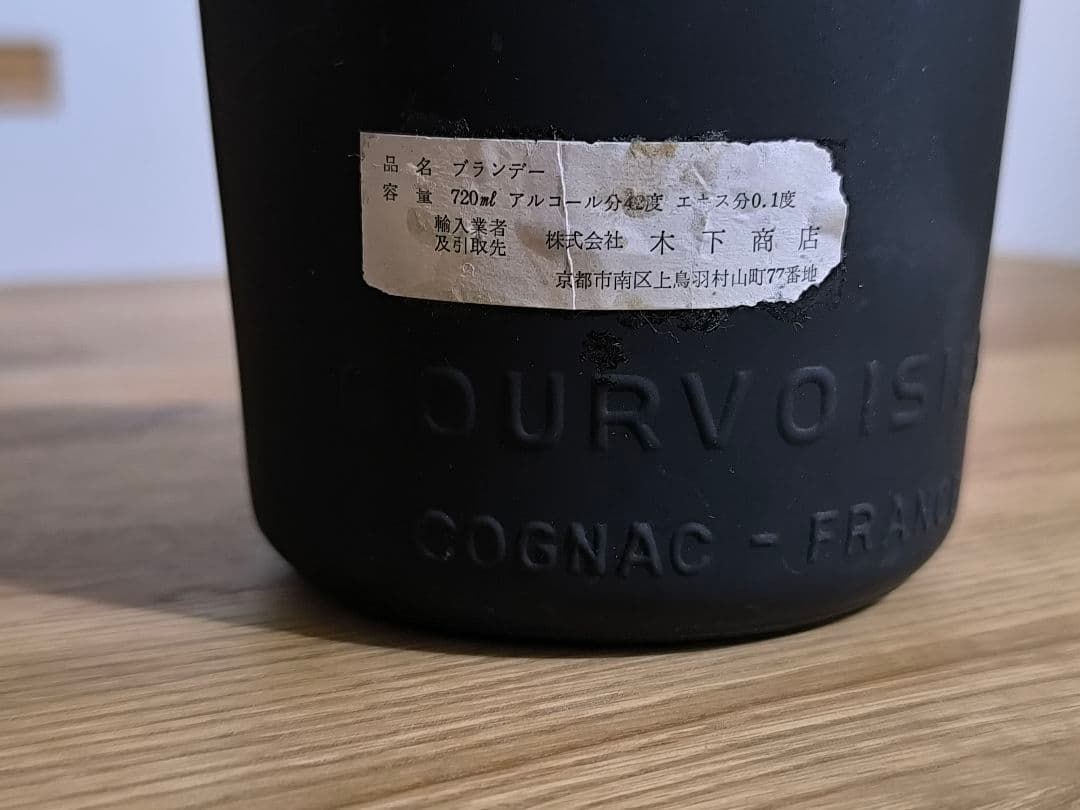 品名 ブランデー
容量 720ml アルコール分42度 エキス分0.1度
輸入業者
及引取先 株式会社 木下商店
京都市南区上鳥羽村山町77番地
OURVOISI
COGNAC - FRANC